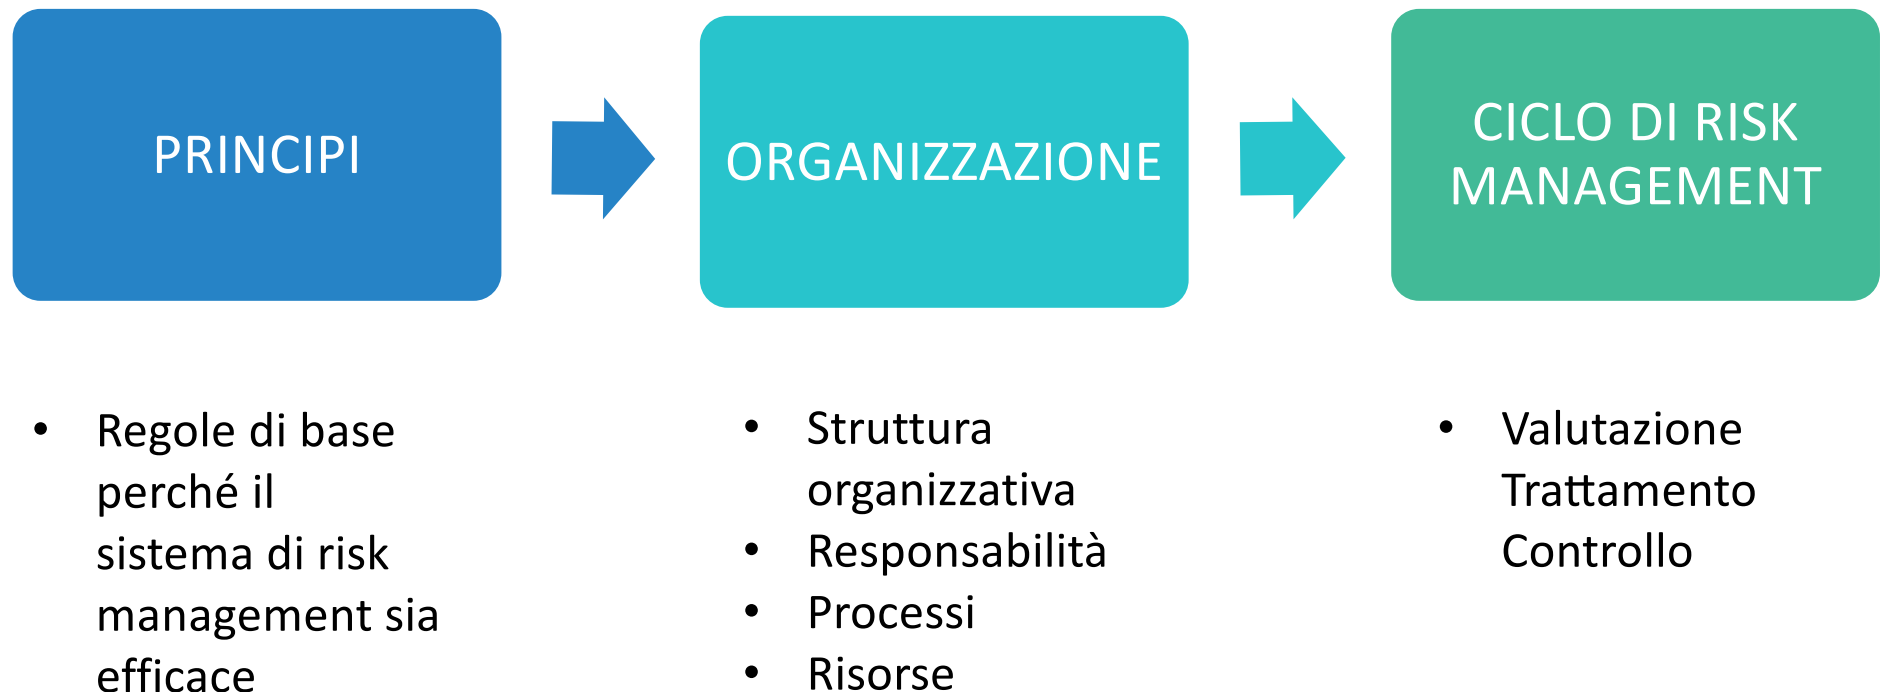 PRINCIPI
ORGANIZZAZIONE
CICLO DI RISK
MANAGEMENT
• Regole di base
perché il
sistema di risk
management sia
efficace
• Struttura
organizzativa
• Responsabilità
• Processi
• Risorse
• Valutazione
Trattamento
Controllo